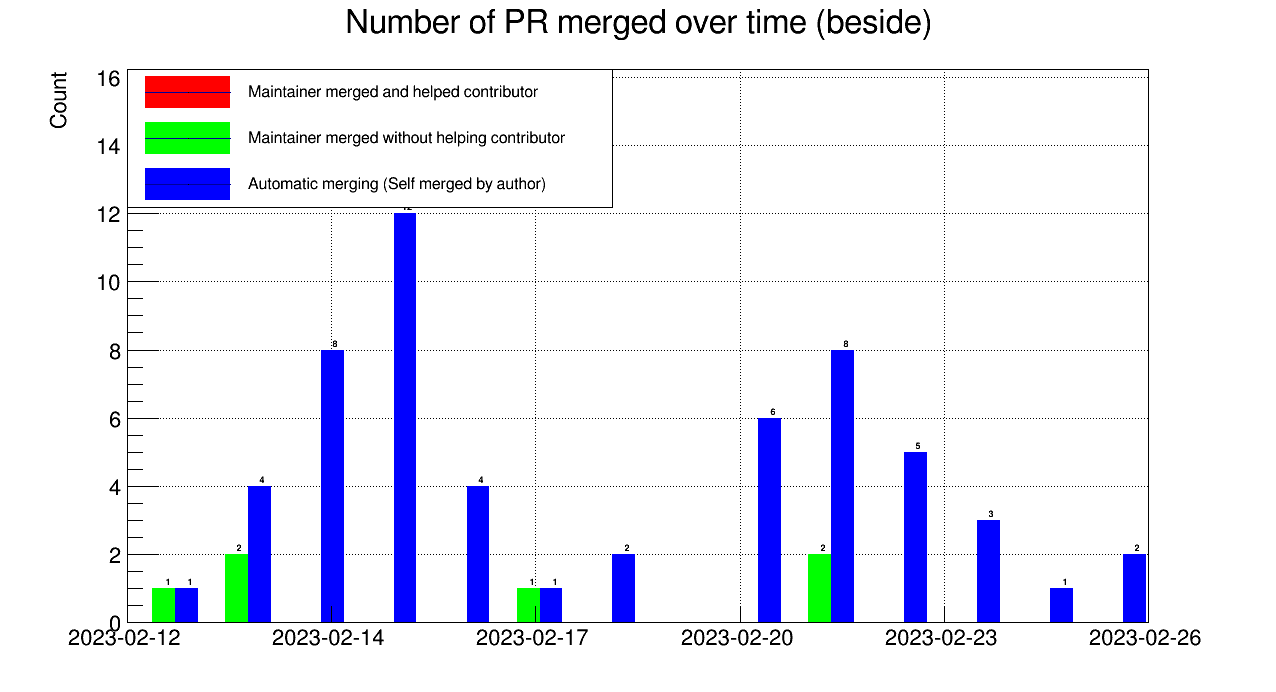 Number of PR merged over time (beside)
Count
16
14
12
10
8
6
4
2
0
Maintainer merged and helped contributor
Maintainer merged without helping contributor
Automatic merging (Self merged by author)
1 1 2 4 8 4 1 1 2 6 2 8 5 3 1 2
2023-02-12 2023-02-14 2023-02-17 2023-02-20 2023-02-23 2023-02-26